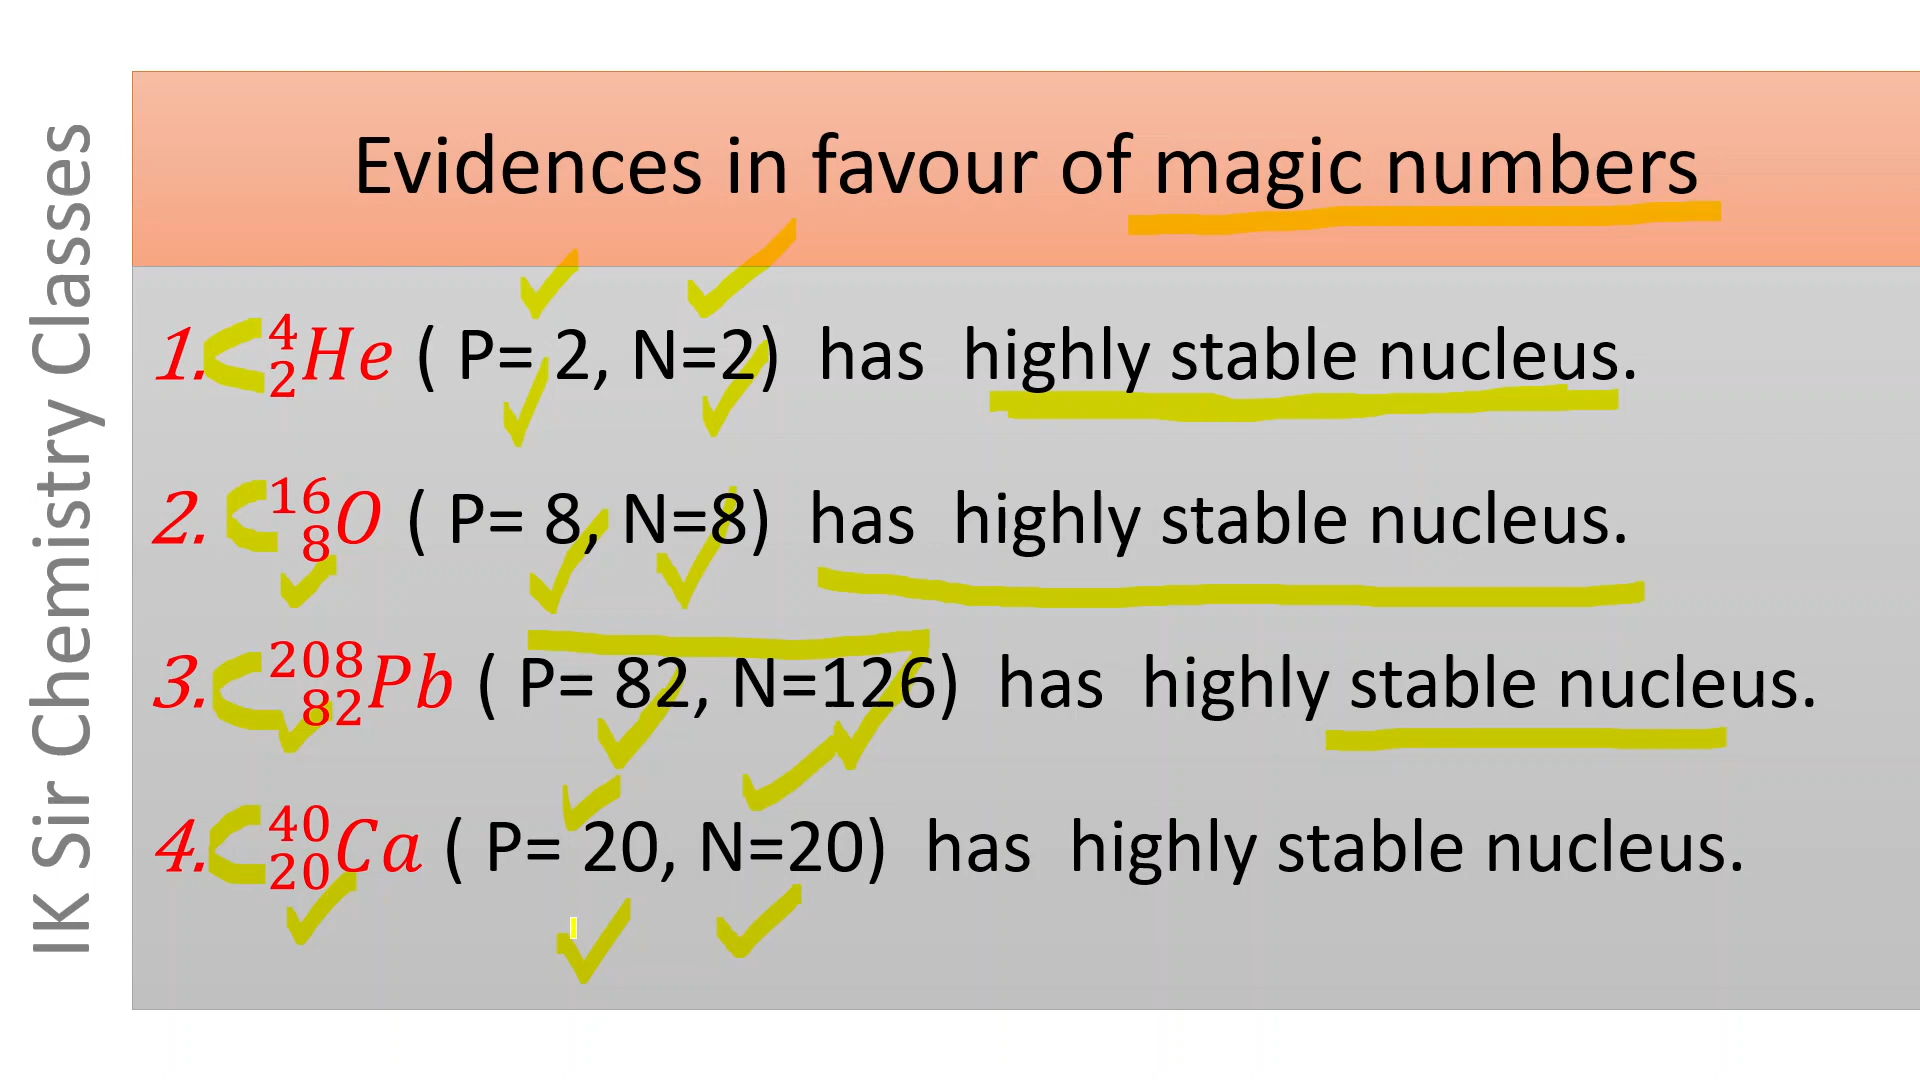 IK Sir Chemistry Classes
Evidences in favour of magic numbers
1. ⁴₂He ( P= 2, N=2) has highly stable nucleus.
2. ¹⁶₈O ( P= 8, N=8) has highly stable nucleus.
3. ²⁰⁸₈₂Pb ( P= 82, N=126) has highly stable nucleus.
4. ⁴⁰₂₀Ca ( P= 20, N=20) has highly stable nucleus.